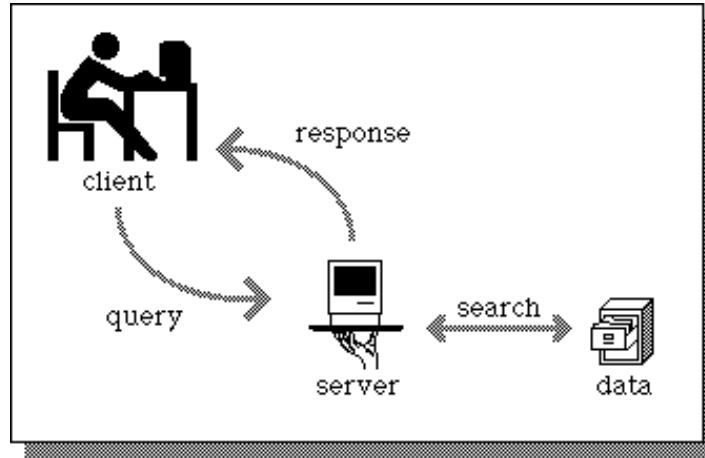 response
client
query
search
server
data